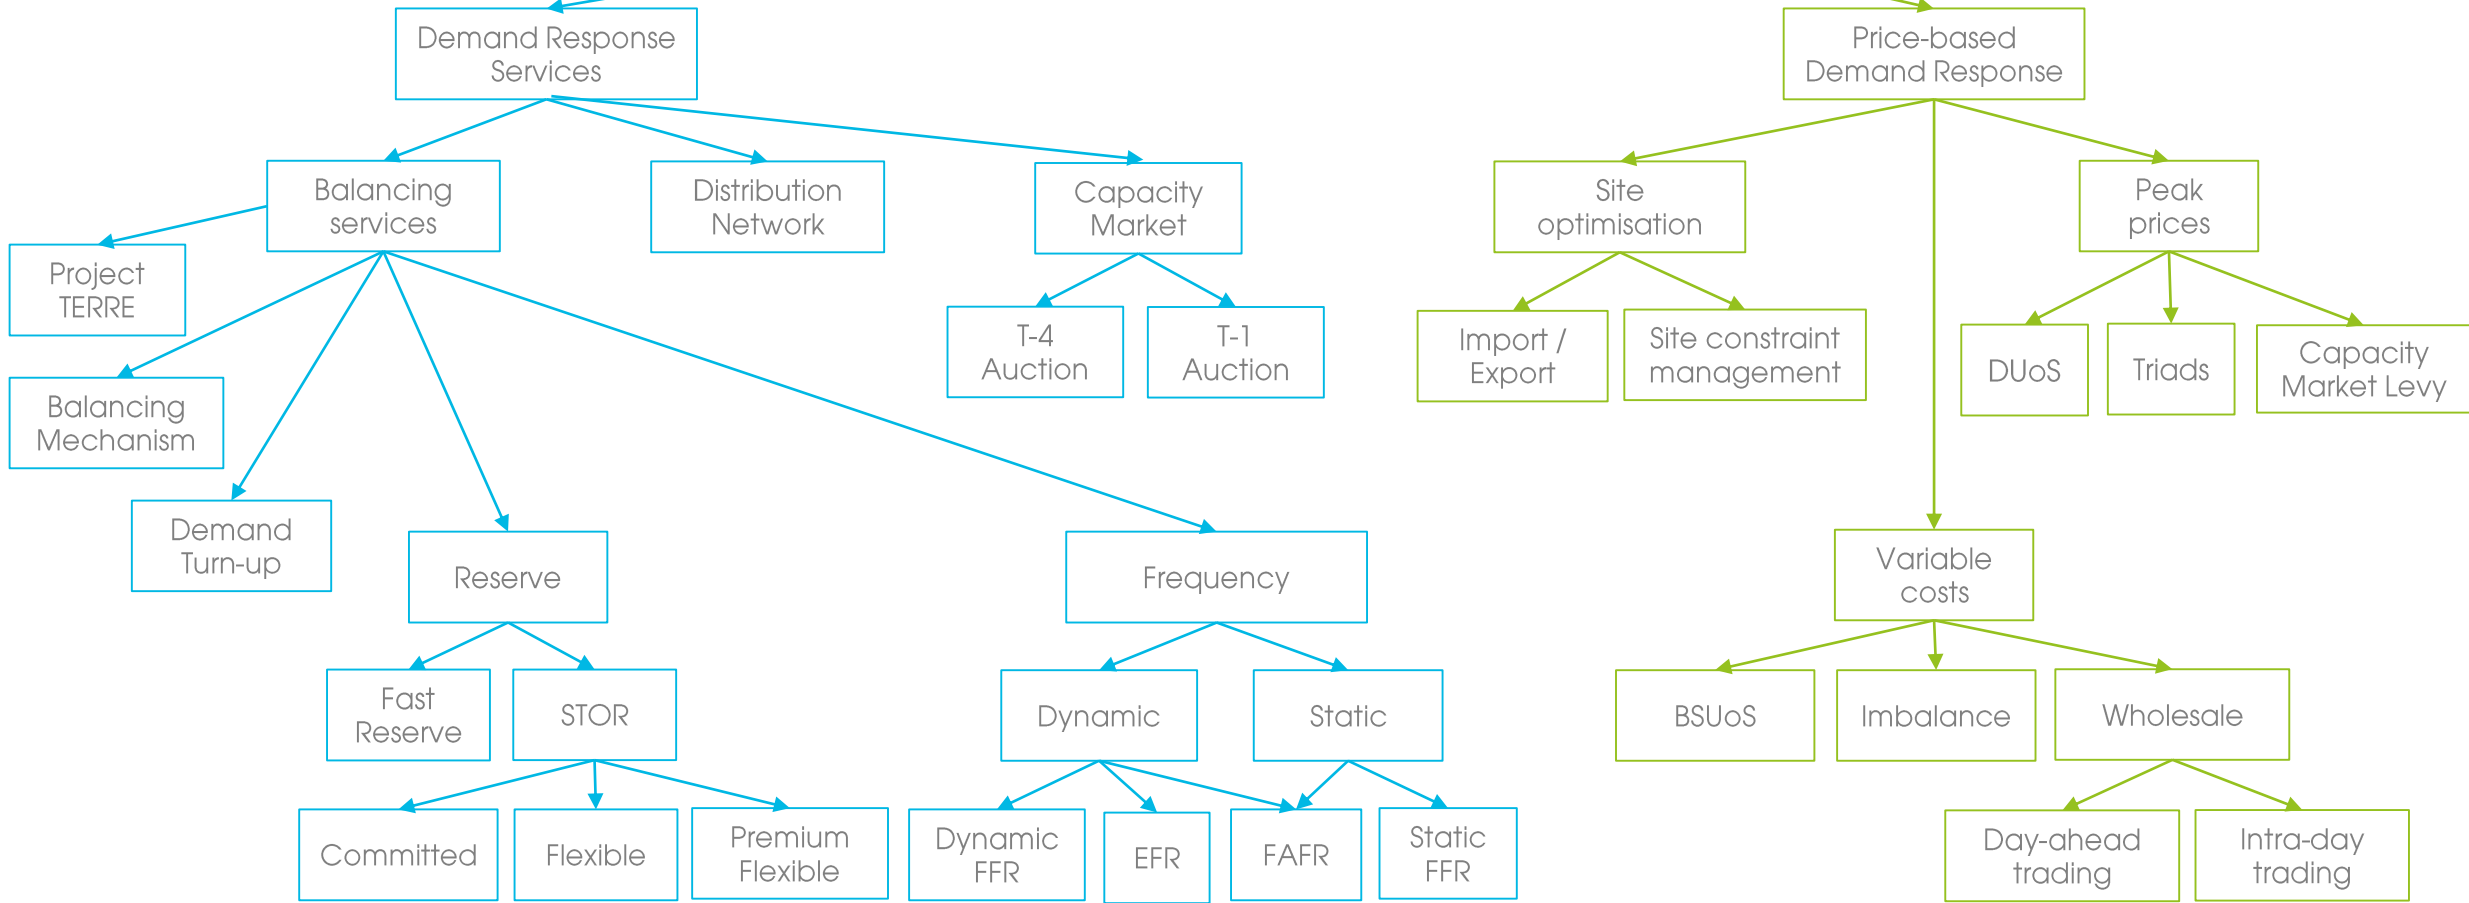 Demand Response
Services
Price-based
Demand Response
Balancing
services
Distribution
Network
Capacity
Market
Site
optimisation
Peak
prices
Project
TERRE
T-4
Auction
T-1
Auction
Import /
Export
Site constraint
management
DUoS
Triads
Capacity
Market Levy
Balancing
Mechanism
Demand
Turn-up
Reserve
Frequency
Variable
costs
Fast
Reserve
STOR
Dynamic
Static
BSUoS
Imbalance
Wholesale
Committed
Flexible
Premium
Flexible
Dynamic
FFR
EFR
FAFR
Static
FFR
Day-ahead
trading
Intra-day
trading